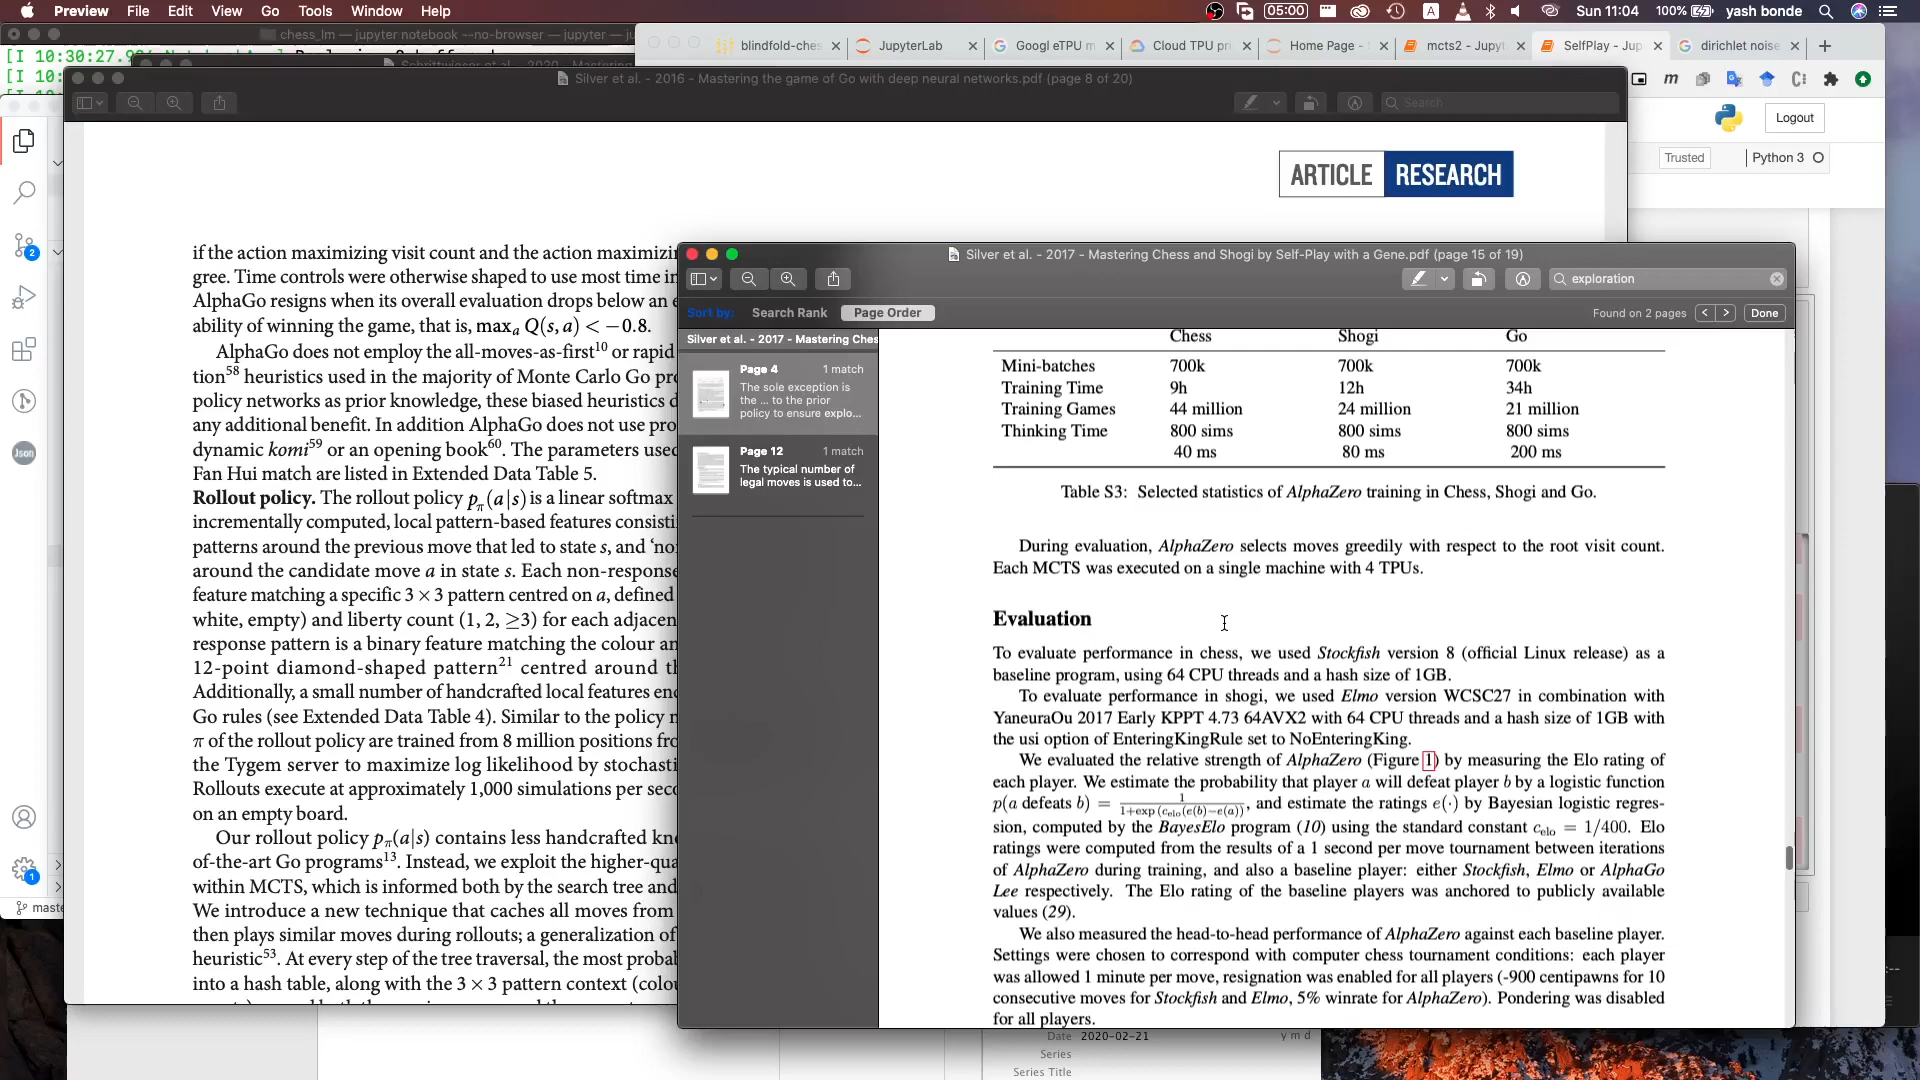 Preview File Edit View Go Tools Window Help
05:00
A
Sun 11:04 100% yash bonde
chess_lm — jupyter notebook --no-browser — jupyter —
[I 10:30:27.
[I 10:
blindfold-ches
JupyterLab
Googl eTPU m
Cloud TPU pri
Home Page -
mcts2 - Jupyt
SelfPlay - Jup
dirichlet noise
Silver et al. - 2016 - Mastering the game of Go with deep neural networks.pdf (page 8 of 20)
Search
Logout
Trusted
Python 3
ARTICLE RESEARCH
if the action maximizing visit count and the action maximizi
gree. Time controls were otherwise shaped to use most time in
AlphaGo resigns when its overall evaluation drops below an e
ability of winning the game, that is, maxₐ Q(s, a) < −0.8.
AlphaGo does not employ the all-moves-as-first¹⁰ or rapid
tion⁵⁸ heuristics used in the majority of Monte Carlo Go pro
policy networks as prior knowledge, these biased heuristics d
any additional benefit. In addition AlphaGo does not use pro
dynamic komi⁵⁹ or an opening book⁶⁰. The parameters used
Fan Hui match are listed in Extended Data Table 5.
Rollout policy. The rollout policy pπ(a|s) is a linear softmax
incrementally computed, local pattern-based features consisti
patterns around the previous move that led to state s, and ‘no
around the candidate move a in state s. Each non-response
feature matching a specific 3 × 3 pattern centred on a, defined
white, empty) and liberty count (1, 2, ≥3) for each adjacen
response pattern is a binary feature matching the colour an
12-point diamond-shaped pattern²¹ centred around th
Additionally, a small number of handcrafted local features enc
Go rules (see Extended Data Table 4). Similar to the policy n
π of the rollout policy are trained from 8 million positions fro
the Tygem server to maximize log likelihood by stochasti
Rollouts execute at approximately 1,000 simulations per seco
on an empty board.
Our rollout policy pπ(a|s) contains less handcrafted kno
of-the-art Go programs¹³. Instead, we exploit the higher-qua
within MCTS, which is informed both by the search tree and
We introduce a new technique that caches all moves from
then plays similar moves during rollouts; a generalization of
heuristic⁵³. At every step of the tree traversal, the most probab
into a hash table, along with the 3 × 3 pattern context (colou
Silver et al. - 2017 - Mastering Chess and Shogi by Self-Play with a Gene.pdf (page 15 of 19)
exploration
Sort by: Search Rank Page Order
Found on 2 pages
Done
Silver et al. - 2017 - Mastering Ches
Page 4 1 match
The sole exception is
the ... to the prior
policy to ensure explo...
Page 12 1 match
The typical number of
legal moves is used to...
Chess Shogi Go
Mini-batches 700k 700k 700k
Training Time 9h 12h 34h
Training Games 44 million 24 million 21 million
Thinking Time 800 sims 800 sims 800 sims
40 ms 80 ms 200 ms
Table S3: Selected statistics of AlphaZero training in Chess, Shogi and Go.
During evaluation, AlphaZero selects moves greedily with respect to the root visit count.
Each MCTS was executed on a single machine with 4 TPUs.
Evaluation
To evaluate performance in chess, we used Stockfish version 8 (official Linux release) as a
baseline program, using 64 CPU threads and a hash size of 1GB.
To evaluate performance in shogi, we used Elmo version WCSC27 in combination with
YaneuraOu 2017 Early KPPT 4.73 64AVX2 with 64 CPU threads and a hash size of 1GB with
the usi option of EnteringKingRule set to NoEnteringKing.
We evaluated the relative strength of AlphaZero (Figure 1) by measuring the Elo rating of
each player. We estimate the probability that player a will defeat player b by a logistic function
p(a defeats b) = 1/1+exp (c_elo(e(b)−e(a))), and estimate the ratings e(·) by Bayesian logistic regres-
sion, computed by the BayesElo program (10) using the standard constant c_elo = 1/400. Elo
ratings were computed from the results of a 1 second per move tournament between iterations
of AlphaZero during training, and also a baseline player: either Stockfish, Elmo or AlphaGo
Lee respectively. The Elo rating of the baseline players was anchored to publicly available
values (29).
We also measured the head-to-head performance of AlphaZero against each baseline player.
Settings were chosen to correspond with computer chess tournament conditions: each player
was allowed 1 minute per move, resignation was enabled for all players (-900 centipawns for 10
consecutive moves for Stockfish and Elmo, 5% winrate for AlphaZero). Pondering was disabled
for all players.
2
Json
1
maste
Date 2020-02-21 y m d
Series
Series Title